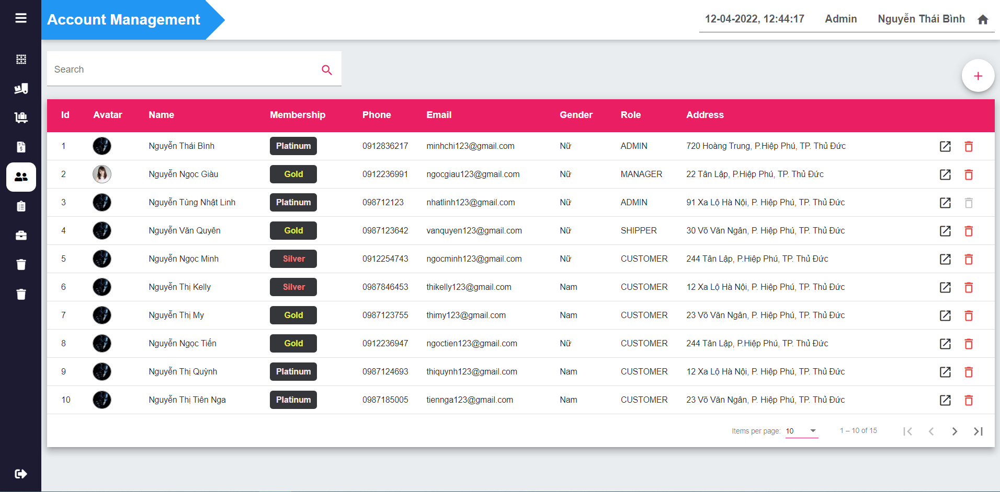 Account Management
12-04-2022, 12:44:17 Admin Nguyễn Thái Bình
Search
Id Avatar Name Membership Phone Email Gender Role Address
1 Nguyễn Thái Bình Platinum 0912836217 minhchi123@gmail.com Nữ ADMIN 720 Hoàng Trung, P.Hiệp Phú, TP. Thủ Đức
2 Nguyễn Ngọc Giàu Gold 0912236991 ngocgiau123@gmail.com Nữ MANAGER 22 Tân Lập, P.Hiệp Phú, TP. Thủ Đức
3 Nguyễn Tùng Nhật Linh Platinum 098712123 nhatlinh123@gmail.com Nữ ADMIN 91 Xa Lộ Hà Nội, P. Hiệp Phú, TP. Thủ Đức
4 Nguyễn Văn Quyên Gold 0987123642 vanquyen123@gmail.com Nữ SHIPPER 30 Võ Văn Ngân, P. Hiệp Phú, TP. Thủ Đức
5 Nguyễn Ngọc Minh Silver 0912254743 ngocminh123@gmail.com Nữ CUSTOMER 244 Tân Lập, P.Hiệp Phú, TP. Thủ Đức
6 Nguyễn Thị Kelly Silver 0987846453 thikelly123@gmail.com Nam CUSTOMER 12 Xa Lộ Hà Nội, P. Hiệp Phú, TP. Thủ Đức
7 Nguyễn Thị My Gold 0987123755 thimy123@gmail.com Nam CUSTOMER 23 Võ Văn Ngân, P. Hiệp Phú, TP. Thủ Đức
8 Nguyễn Ngọc Tiến Gold 0912236947 ngoctien123@gmail.com Nữ CUSTOMER 244 Tân Lập, P.Hiệp Phú, TP. Thủ Đức
9 Nguyễn Thị Quỳnh Platinum 0987124693 thiquynh123@gmail.com Nam CUSTOMER 12 Xa Lộ Hà Nội, P. Hiệp Phú, TP. Thủ Đức
10 Nguyễn Thị Tiên Nga Platinum 0987185005 tiennga123@gmail.com Nam CUSTOMER 23 Võ Văn Ngân, P. Hiệp Phú, TP. Thủ Đức
Items per page: 10 1 – 10 of 15